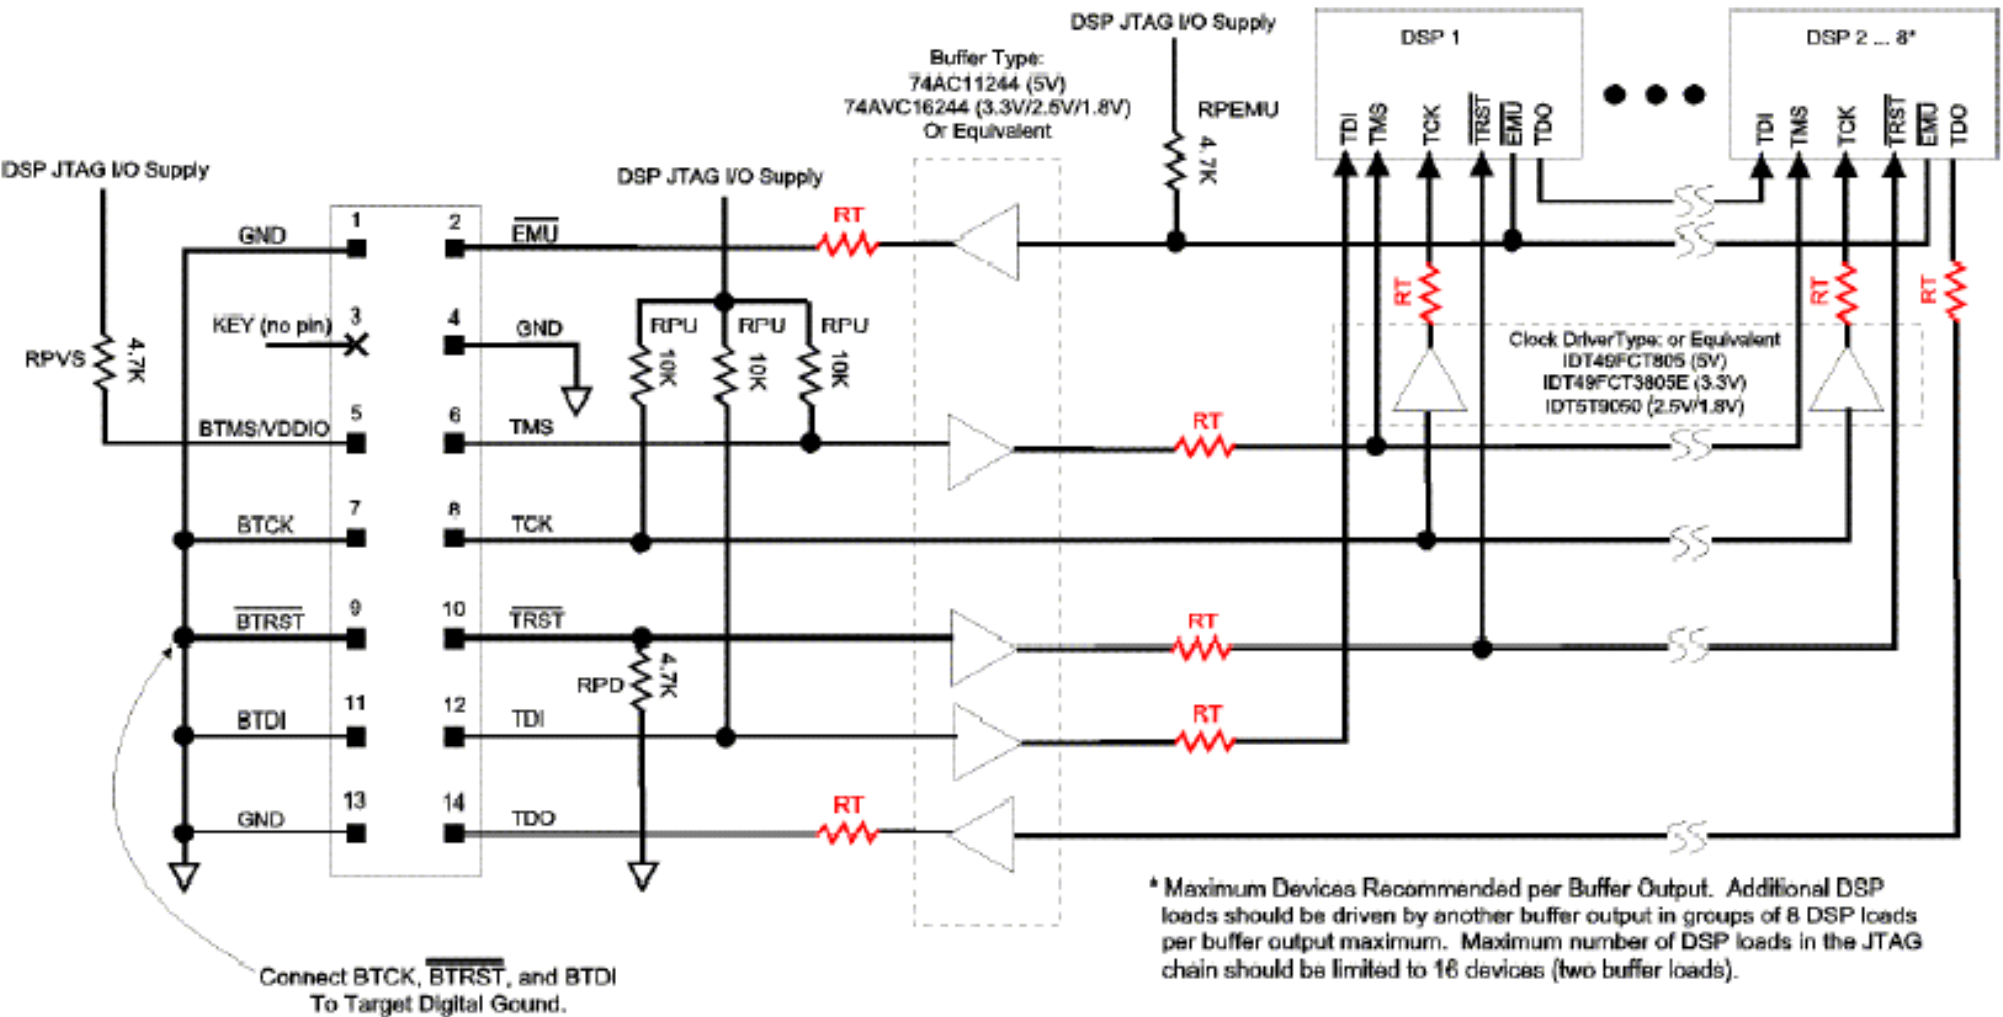 DSP JTAG I/O Supply
DSP 1
DSP 2 ... 8*
Buffer Type:
74AC11244 (5V)
74AVC16244 (3.3V/2.5V/1.8V)
Or Equivalent
RPEMU
4.7K
TDI
TMS
TCK
TRST
EMU
TDO
TDI
TMS
TCK
TRST
EMU
TDO
DSP JTAG I/O Supply
DSP JTAG I/O Supply
RPVS
4.7K
GND
1
2
EMU
RT
KEY (no pin)
3
4
GND
RPU
10K
RPU
10K
RPU
10K
RT
RT
RT
Clock DriverType: or Equivalent
IDT49FCT805 (5V)
IDT49FCT3805E (3.3V)
IDT5T9050 (2.5V/1.8V)
BTMS/VDDIO
5
6
TMS
RT
BTCK
7
8
TCK
BTRST
9
10
TRST
RT
RPD
4.7K
BTDI
11
12
TDI
RT
GND
13
14
TDO
RT
* Maximum Devices Recommended per Buffer Output. Additional DSP
loads should be driven by another buffer output in groups of 8 DSP loads
per buffer output maximum. Maximum number of DSP loads in the JTAG
chain should be limited to 16 devices (two buffer loads).
Connect BTCK, BTRST, and BTDI
To Target Digital Gound.